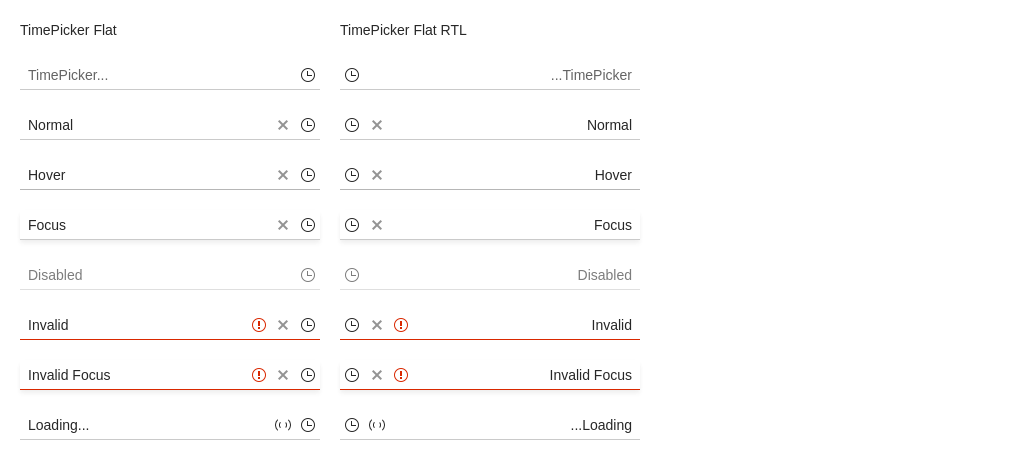 TimePicker Flat
TimePicker...
Normal
Hover
Focus
Disabled
Invalid
Invalid Focus
Loading...
TimePicker Flat RTL
...TimePicker
Normal
Hover
Focus
Disabled
Invalid
Invalid Focus
...Loading